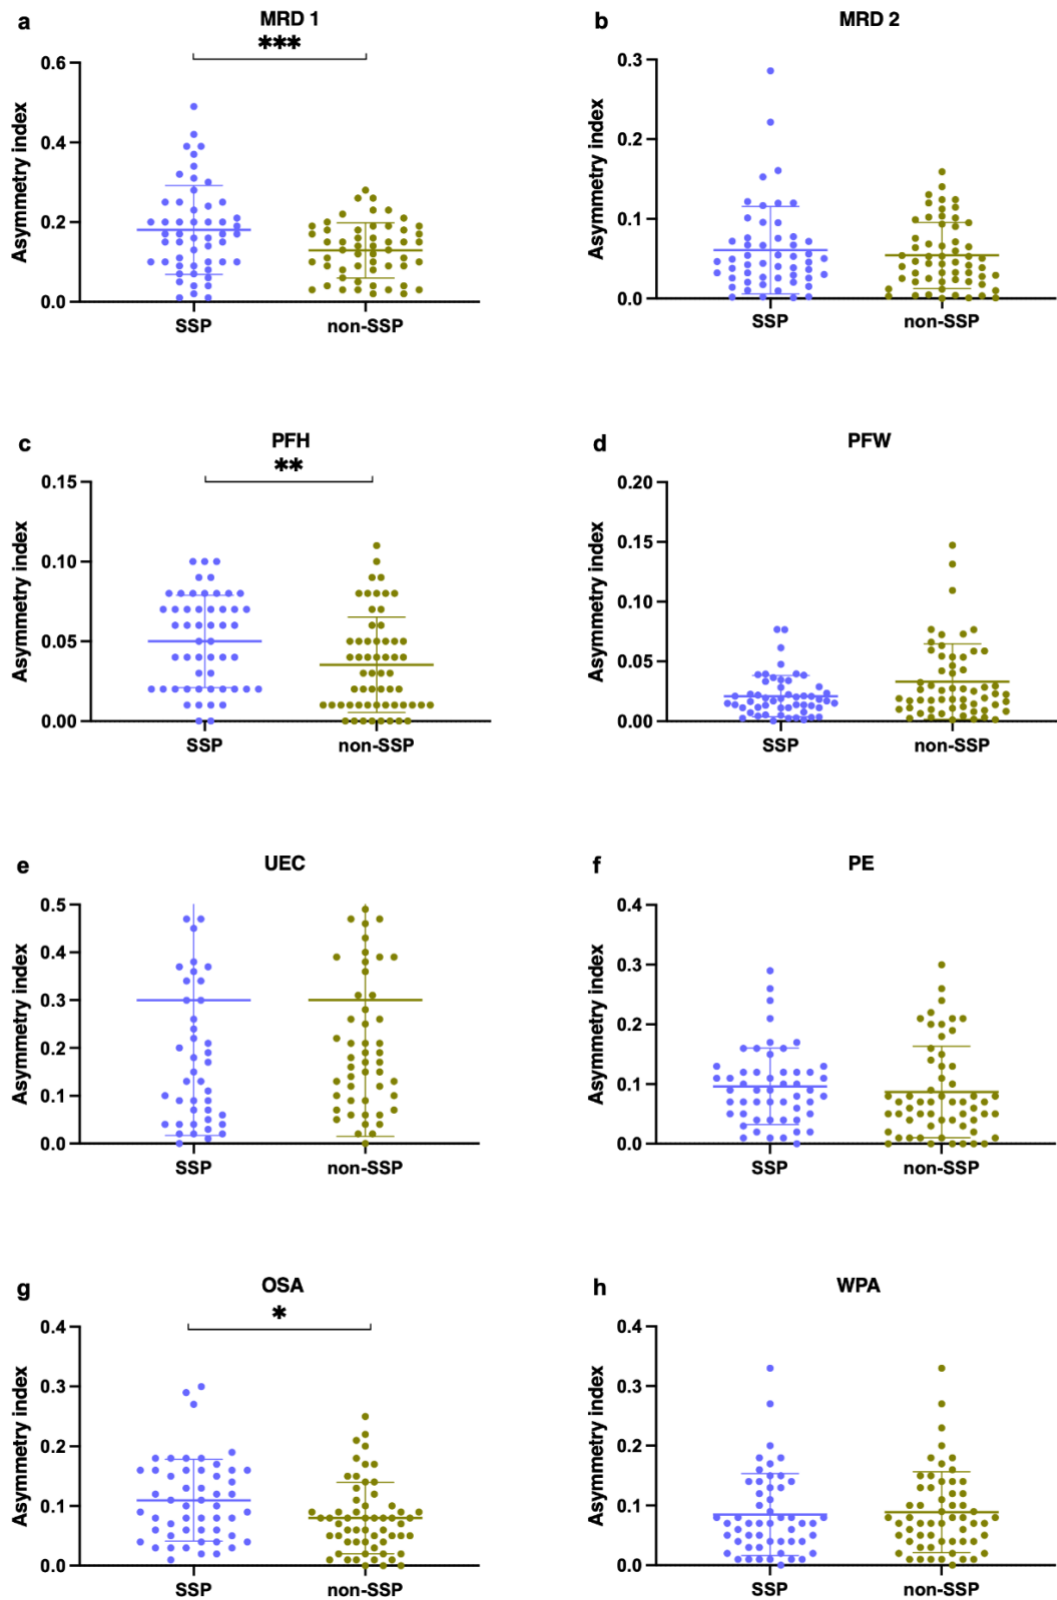 a
MRD 1
***
Asymmetry index
0.6
0.4
0.2
0.0
SSP
non-SSP
b
MRD 2
Asymmetry index
0.3
0.2
0.1
0.0
SSP
non-SSP
c
PFH
**
Asymmetry index
0.15
0.10
0.05
0.00
SSP
non-SSP
d
PFW
Asymmetry index
0.20
0.15
0.10
0.05
0.00
SSP
non-SSP
e
UEC
Asymmetry index
0.5
0.4
0.3
0.2
0.1
0.0
SSP
non-SSP
f
PE
Asymmetry index
0.4
0.3
0.2
0.1
0.0
SSP
non-SSP
g
OSA
*
Asymmetry index
0.4
0.3
0.2
0.1
0.0
SSP
non-SSP
h
WPA
Asymmetry index
0.4
0.3
0.2
0.1
0.0
SSP
non-SSP